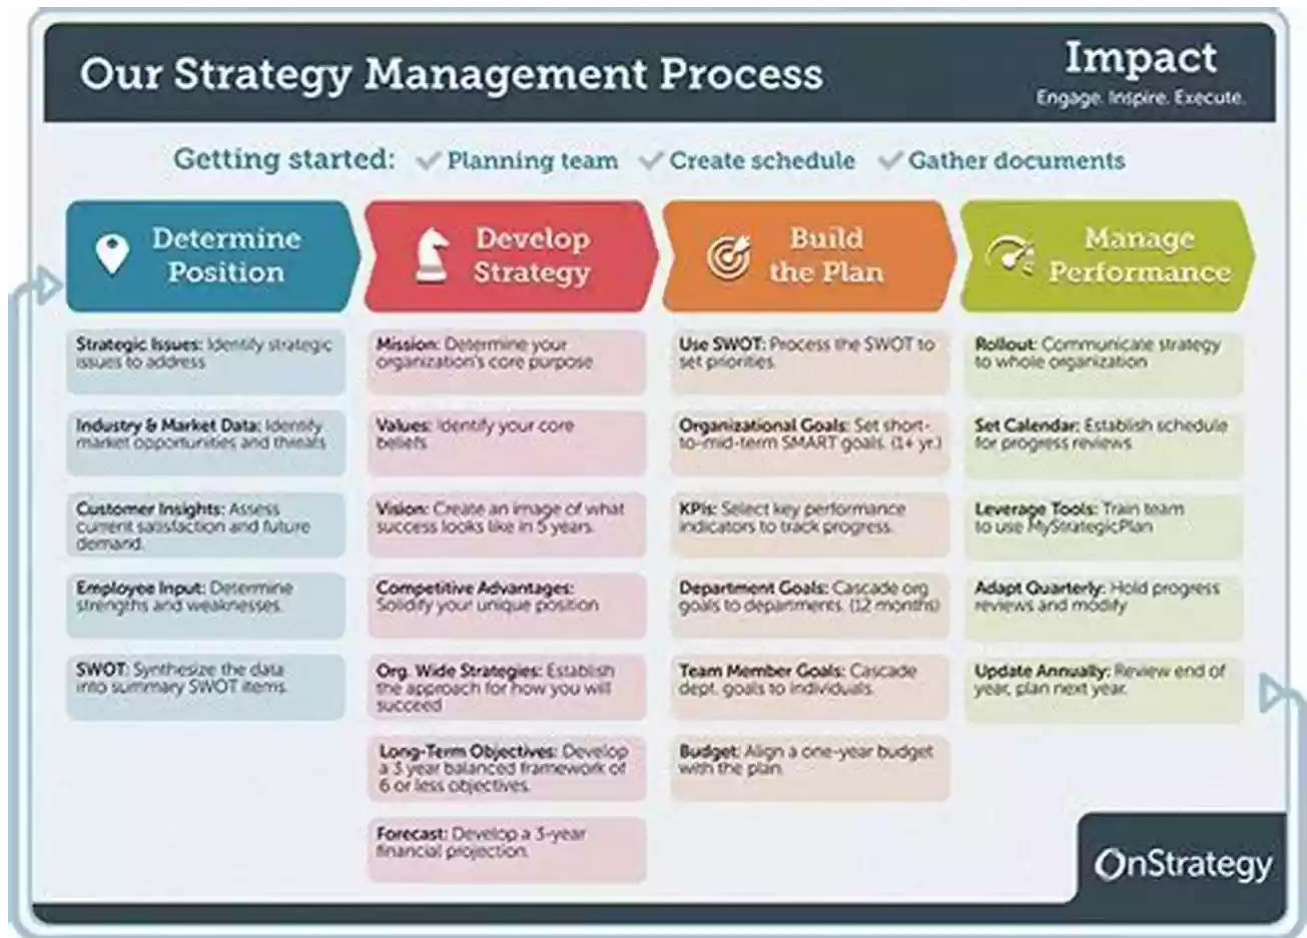 Our Strategy Management Process
Impact
Engage. Inspire. Execute.
Getting started: Planning team Create schedule Gather documents
Determine
Position
Strategic Issues: Identify strategic
issues to address
Industry & Market Data: Identify
market opportunities and threats
Customer Insights: Assess
current satisfaction and future
demand.
Employee Input: Determine
strengths and weaknesses.
SWOT: Synthesize the data
into summary SWOT items.
Develop
Strategy
Mission: Determine your
organization's core purpose
Values: Identify your core
beliefs.
Vision: Create an image of what
success looks like in 5 years.
Competitive Advantages:
Solidify your unique position
Org. Wide Strategies: Establish
the approach for how you will
succeed
Long-Term Objectives: Develop
a 3 year balanced framework of
6 or less objectives.
Forecast: Develop a 3-year
financial projection.
Build
the Plan
Use SWOT: Process the SWOT to
set priorities.
Organizational Goals: Set short-
to-mid-term SMART goals. (1+ yr.)
KPIs: Select key performance
indicators to track progress.
Department Goals: Cascade org
goals to departments. (12 months)
Team Member Goals: Cascade
dept. goals to individuals.
Budget: Align a one-year budget
with the plan.
Manage
Performance
Rollout: Communicate strategy
to whole organization
Set Calendar: Establish schedule
for progress reviews
Leverage Tools: Train team
to use MyStrategicPlan
Adapt Quarterly: Hold progress
reviews and modify
Update Annually: Review end of
year, plan next year.
OnStrategy